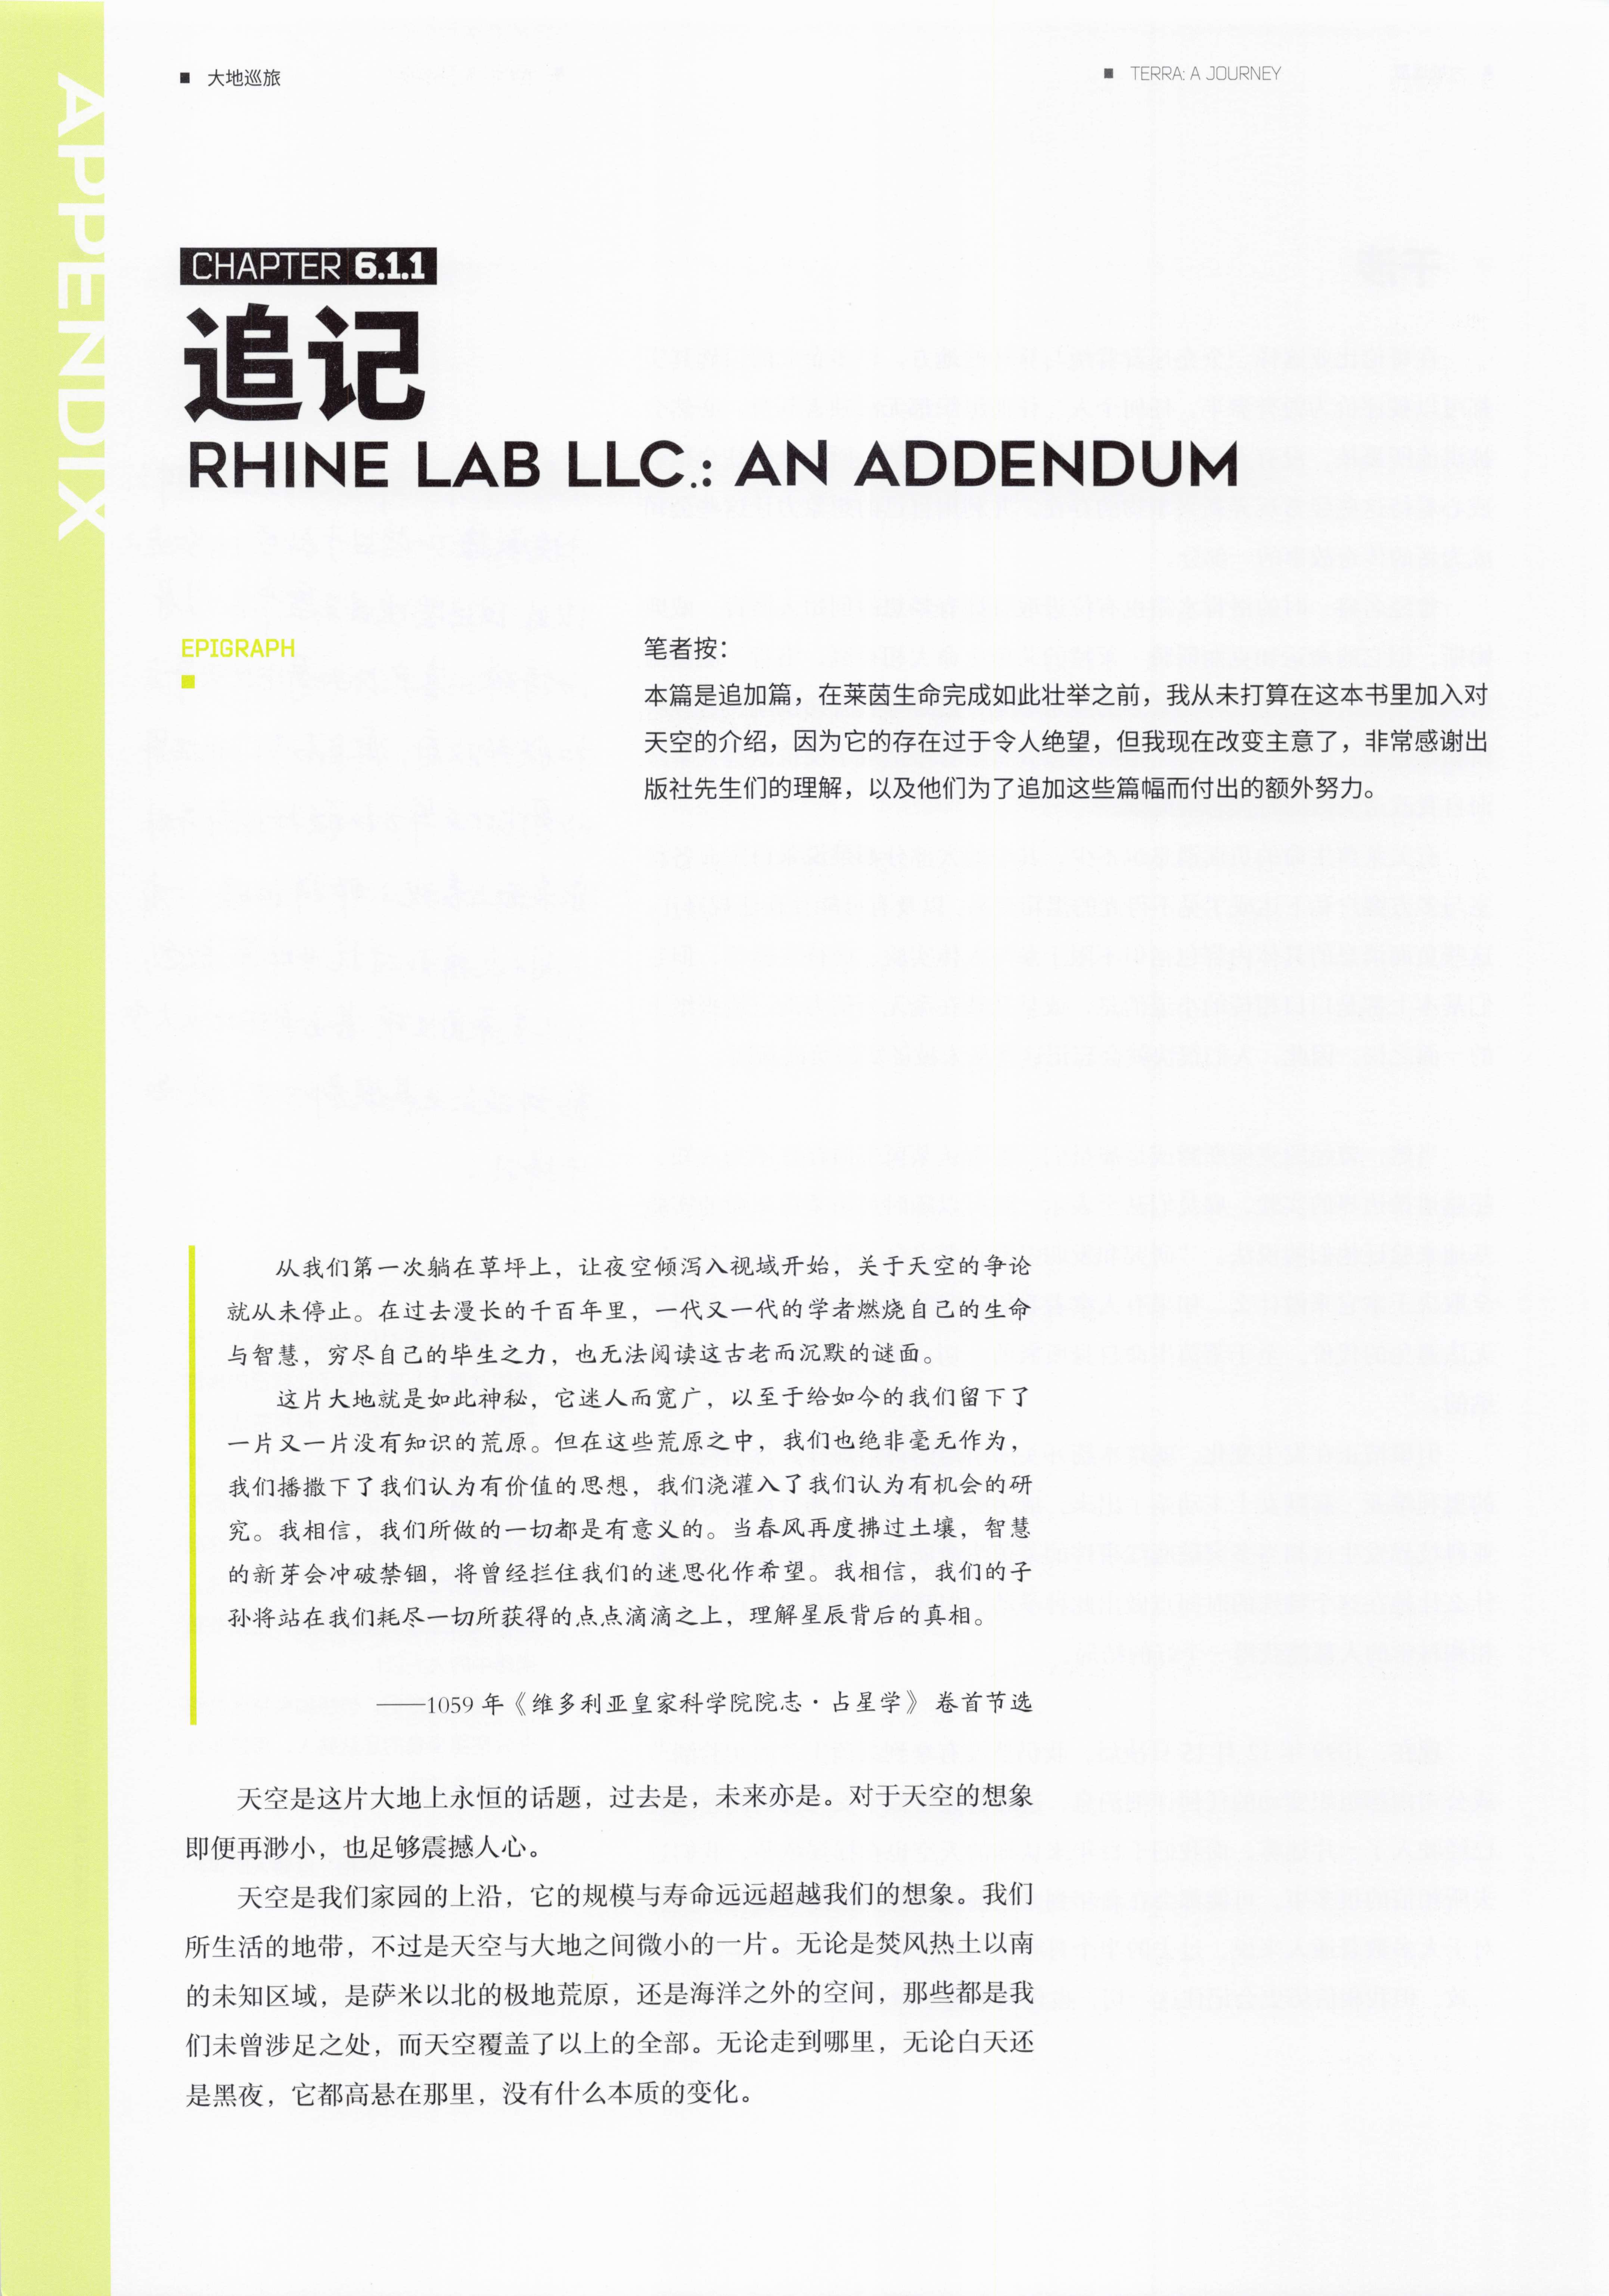 大地巡旅
TERRA: A JOURNEY
APPENDIX
CHAPTER 6.1.1
追记
RHINE LAB LLC.: AN ADDENDUM
EPIGRAPH
笔者按：
本篇是追加篇，在莱茵生命完成如此壮举之前，我从未打算在这本书里加入对
天空的介绍，因为它的存在过于令人绝望，但我现在改变主意了，非常感谢出
版社先生们的理解，以及他们为了追加这些篇幅而付出的额外努力。
从我们第一次躺在草坪上，让夜空倾泻入视域开始，关于天空的争论
就从未停止。在过去漫长的千百年里，一代又一代的学者燃烧自己的生命
与智慧，穷尽自己的毕生之力，也无法阅读这古老而沉默的谜面。
这片大地就是如此神秘，它迷人而宽广，以至于给如今的我们留下了
一片又一片没有知识的荒原。但在这些荒原之中，我们也绝非毫无作为，
我们播撒下了我们认为有价值的思想，我们浇灌入了我们认为有机会的研
究。我相信，我们所做的一切都是有意义的。当春风再度拂过土壤，智慧
的新芽会冲破禁锢，将曾经拦住我们的迷思化作希望。我相信，我们的子
孙将站在我们耗尽一切所获得的点点滴滴之上，理解星辰背后的真相。
——1059 年《维多利亚皇家科学院院志·占星学》卷首节选
天空是这片大地上永恒的话题，过去是，未来亦是。对于天空的想象
即便再渺小，也足够震撼人心。
天空是我们家园的上沿，它的规模与寿命远远超越我们的想象。我们
所生活的地带，不过是天空与大地之间微小的一片。无论是焚风热土以南
的未知区域，是萨米以北的极地荒原，还是海洋之外的空间，那些都是我
们未曾涉足之处，而天空覆盖了以上的全部。无论走到哪里，无论白天还
是黑夜，它都高悬在那里，没有什么本质的变化。